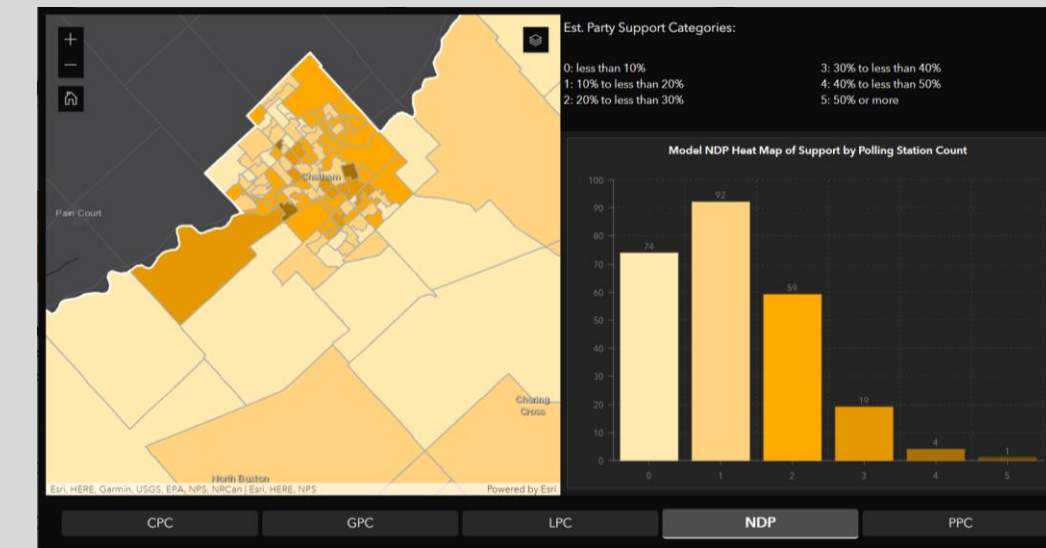 +
−
Pain Court
Chatham
Charing
Cross
North Buxton
Esri, HERE, Garmin, USGS, EPA, NPS, NRCan | Esri, HERE, NPS
Powered by Esri
Est. Party Support Categories:
0: less than 10%
1: 10% to less than 20%
2: 20% to less than 30%
3: 30% to less than 40%
4: 40% to less than 50%
5: 50% or more
Model NDP Heat Map of Support by Polling Station Count
100
90
80
70
60
50
40
30
20
10
0
74
92
59
19
4
1
0 1 2 3 4 5
CPC GPC LPC NDP PPC